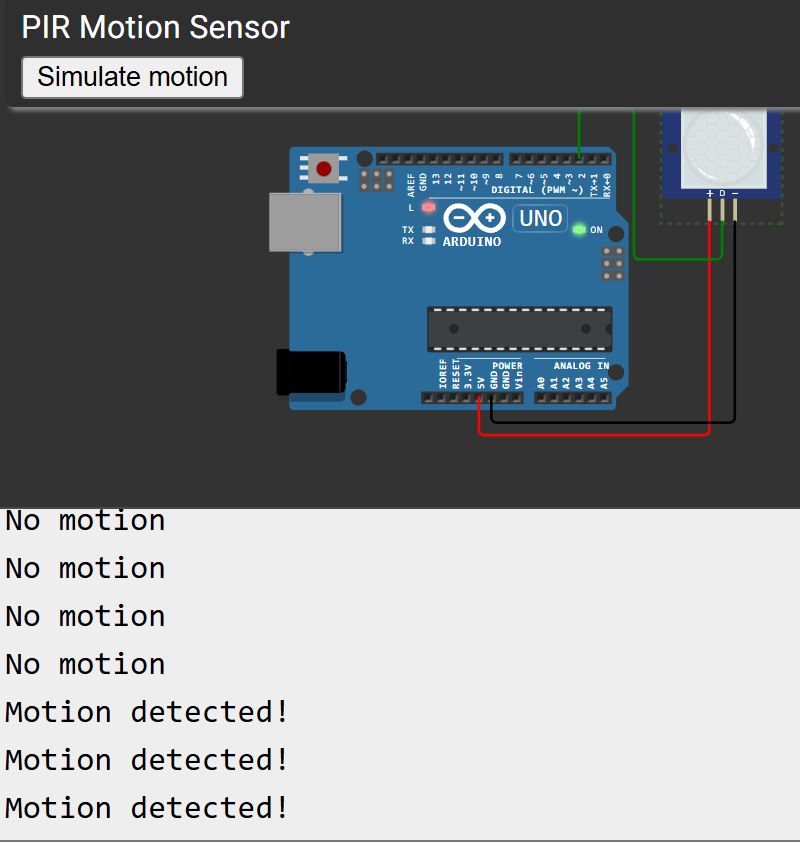 PIR Motion Sensor
Simulate motion
+ D −
AREF
GND
13
12
~11
~10
~9
8
7
~6
~5
4
~3
2
TX→1
RX←0
DIGITAL (PWM ~)
L
TX
RX
ARDUINO
UNO
ON
IOREF
RESET
3.3V
5V
GND
GND
Vin
POWER
ANALOG IN
A0
A1
A2
A3
A4
A5
No motion
No motion
No motion
No motion
Motion detected!
Motion detected!
Motion detected!